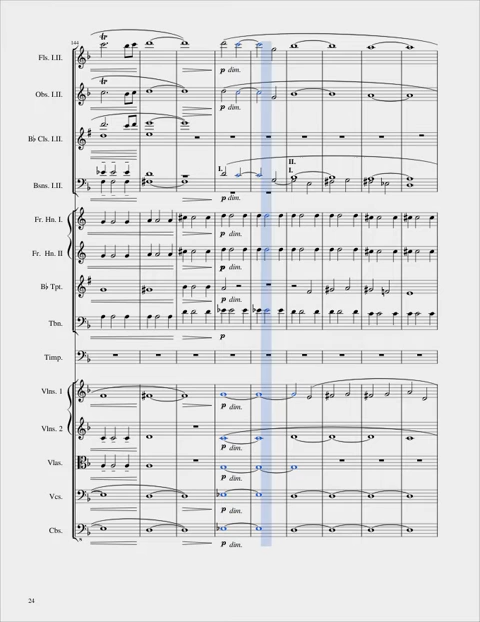 144
Fls. I.II.
tr
p dim.
Obs. I.II.
tr
p dim.
B♭ Cls. I.II.
Bsns. I.II.
I.
II.
I.
p dim.
Fr. Hn. I.
p dim.
Fr. Hn. II
p dim.
B♭ Tpt.
p dim.
Tbn.
p
Timp.
Vlns. 1
p dim.
Vlns. 2
p dim.
Vlas.
p dim.
Vcs.
p dim.
Cbs.
p dim.
24